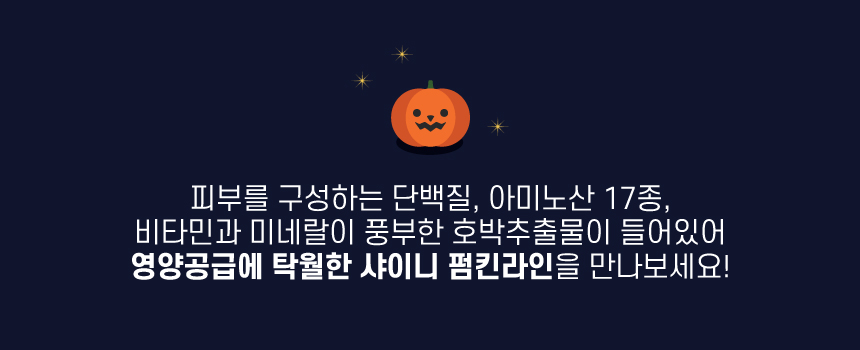 피부를 구성하는 단백질, 아미노산 17종,
비타민과 미네랄이 풍부한 호박추출물이 들어있어
영양공급에 탁월한 샤이니 펌킨라인을 만나보세요!